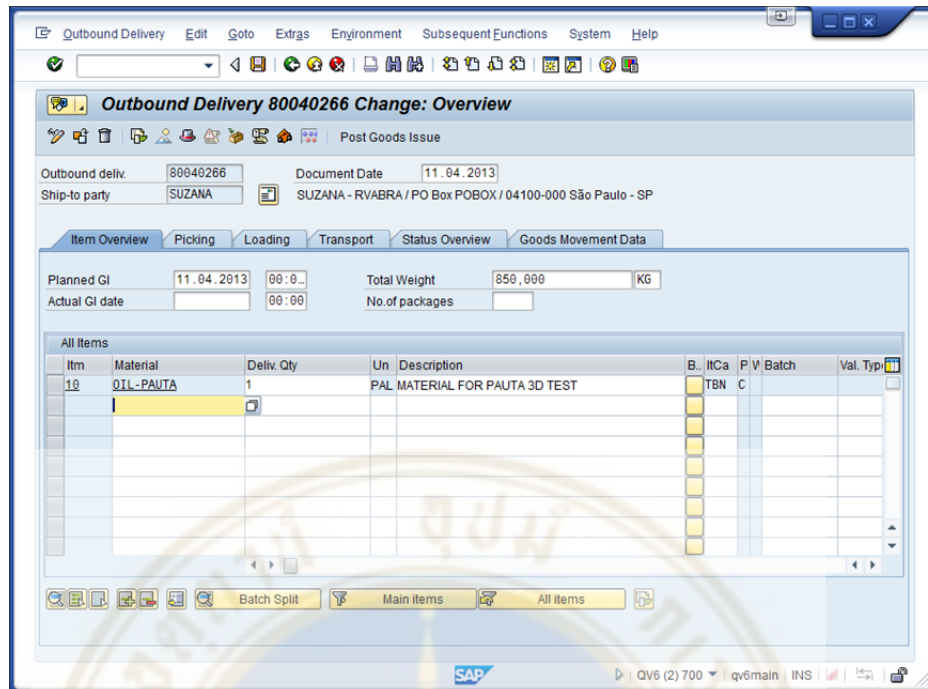 Outbound Delivery Edit Goto Extras Environment Subsequent Functions System Help
Outbound Delivery 80040266 Change: Overview
Post Goods Issue
Outbound deliv. 80040266 Document Date 11.04.2013
Ship-to party SUZANA SUZANA - RVABRA / PO Box POBOX / 04100-000 São Paulo - SP
Item Overview Picking Loading Transport Status Overview Goods Movement Data
Planned GI 11.04.2013 00:0.. Total Weight 850,000 KG
Actual GI date 00:00 No.of packages
All Items
Itm Material Deliv. Qty Un Description B.. ItCa P W Batch Val. Typ
10 OIL-PAUTA 1 PAL MATERIAL FOR PAUTA 3D TEST TBN C
Batch Split Main items All items
SAP QV6 (2) 700 qv6main INS